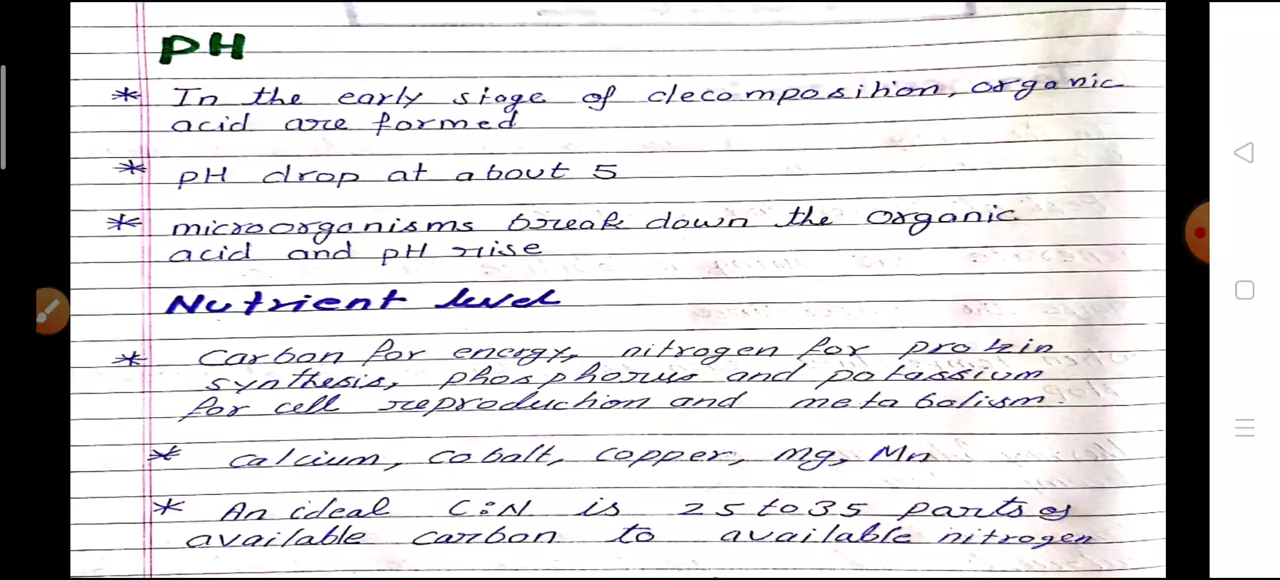 PH
* In the early stage of decomposition, organic
acid are formed
* pH drop at about 5
* microorganisms break down the organic
acid and pH rise
Nutrient level
* Carbon for energy, nitrogen for protein
synthesis, phosphorus and potassium
for cell reproduction and metabolism.
* Calcium, cobalt, copper, mg, Mn
* An ideal C:N is 25 to 35 parts of
available carbon to available nitrogen